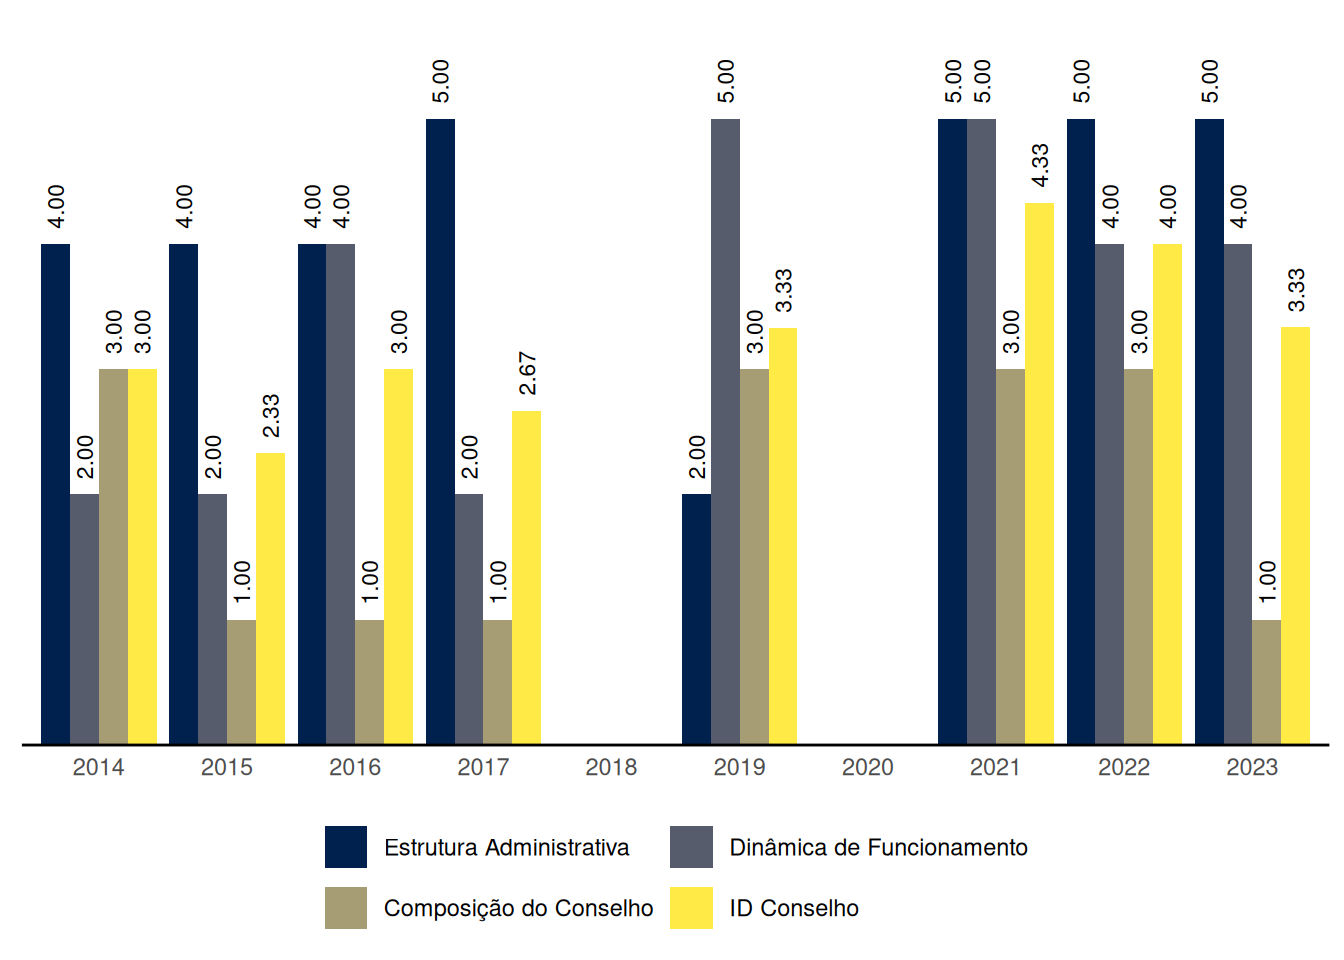 4.00 2.00 3.00 3.00
4.00 2.00 1.00 2.33
4.00 4.00 1.00 3.00
5.00 2.00 1.00 2.67
2.00 5.00 3.00 3.33
5.00 5.00 3.00 4.33
5.00 4.00 3.00 4.00
5.00 4.00 1.00 3.33
2014 2015 2016 2017 2018 2019 2020 2021 2022 2023
Estrutura Administrativa Dinâmica de Funcionamento
Composição do Conselho ID Conselho